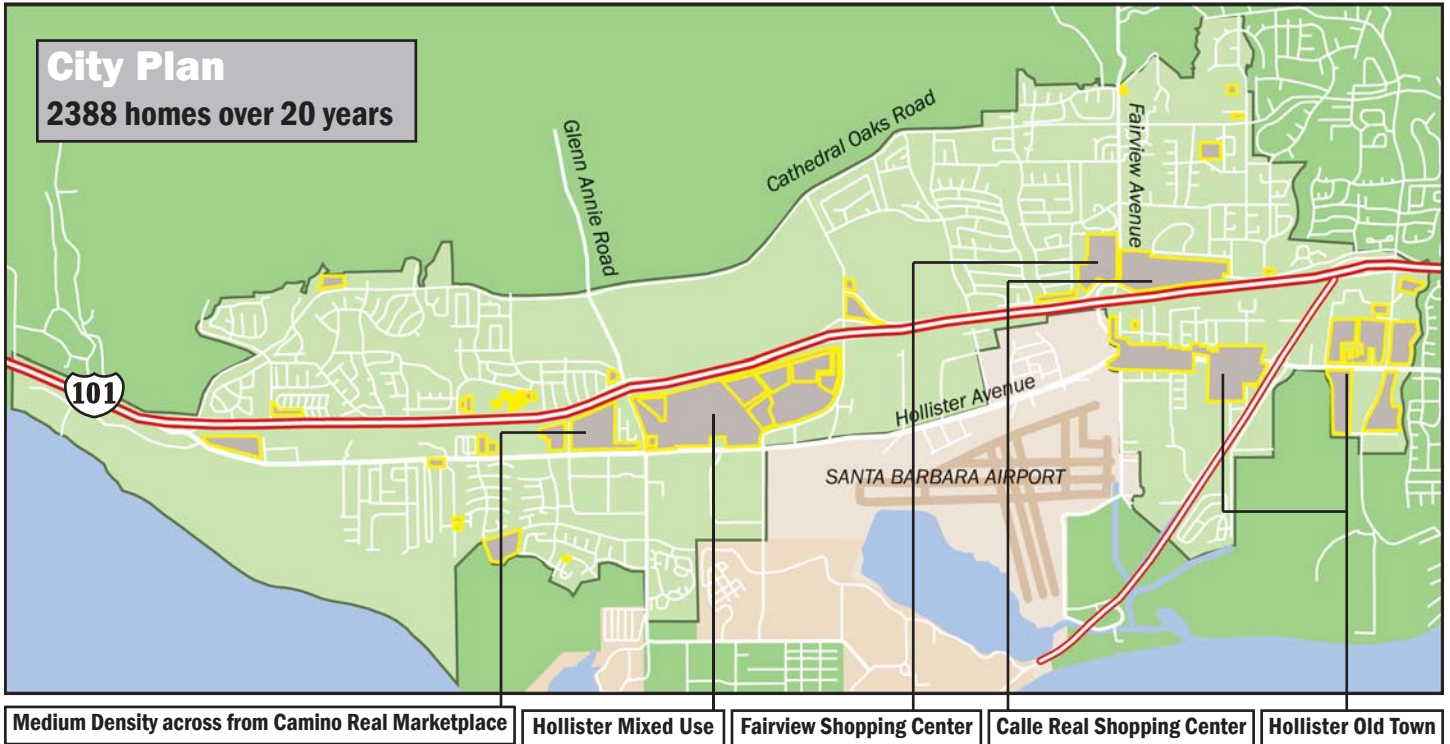 City Plan
2388 homes over 20 years
Glenn Annie Road
Cathedral Oaks Road
Fairview Avenue
101
Hollister Avenue
SANTA BARBARA AIRPORT
Medium Density across from Camino Real Marketplace
Hollister Mixed Use
Fairview Shopping Center
Calle Real Shopping Center
Hollister Old Town